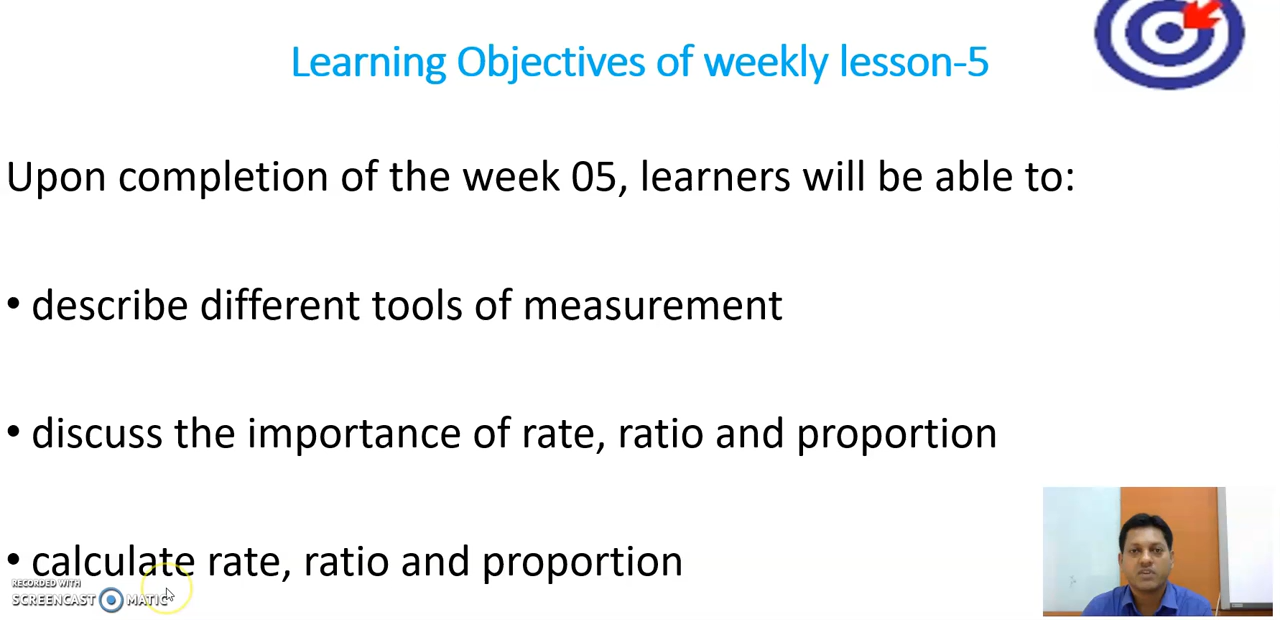 Learning Objectives of weekly lesson-5
Upon completion of the week 05, learners will be able to:
• describe different tools of measurement
• discuss the importance of rate, ratio and proportion
• calculate rate, ratio and proportion
RECORDED WITH
SCREENCAST MATIC